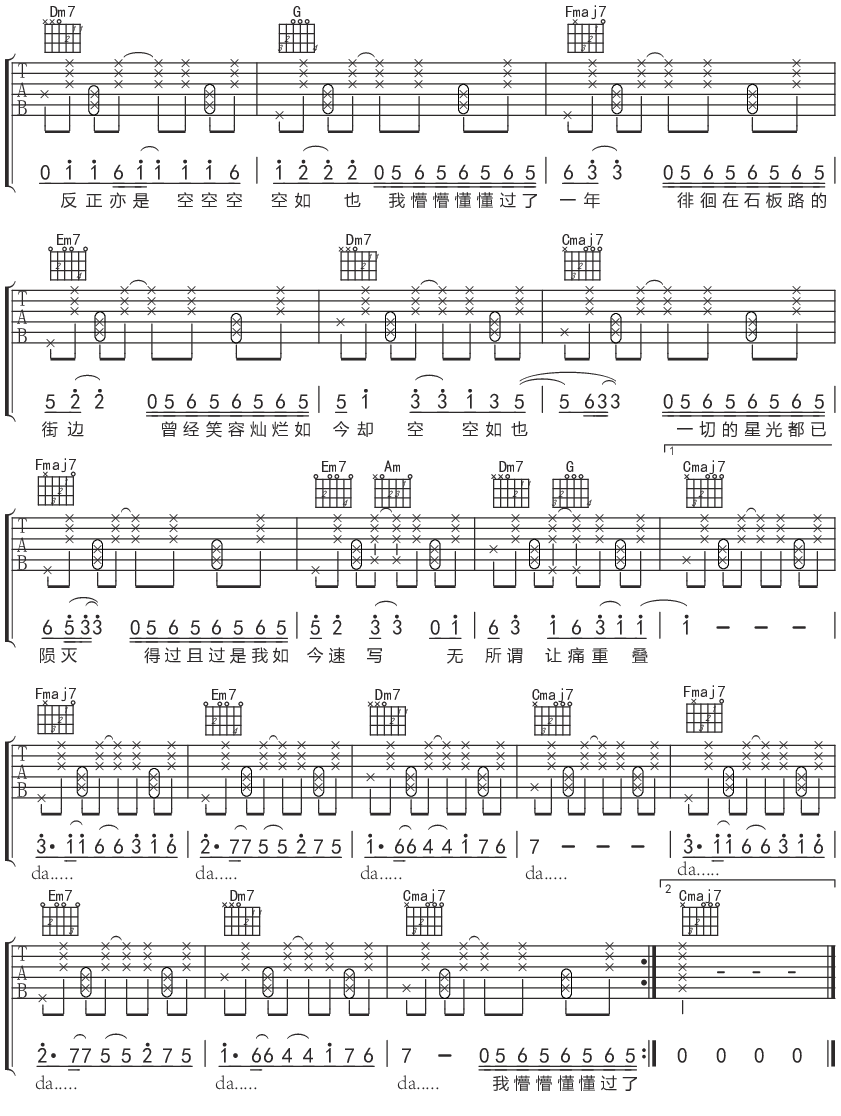 Dm7 G Fmaj7
T A B
0 1 1 6 1 1 1 1 6 | 1 2 2 2 0 5 6 5 6 5 6 5 | 6 3 3 0 5 6 5 6 5 6 5
反正亦是 空空空 空如 也 我懵懵懂懂过了 一年 徘徊在石板路的
Em7 Dm7 Cmaj7
T A B
5 2 2 0 5 6 5 6 5 6 5 | 5 1 3 3 1 3 5 | 5 6 3 3 0 5 6 5 6 5 6 5
街边 曾经笑容灿烂如 今却 空 空如也 一切的星光都已
1
Fmaj7 Em7 Am Dm7 G Cmaj7
T A B
6 5 3 3 0 5 6 5 6 5 6 5 | 5 2 3 3 0 1 | 6 3 1 6 3 1 1 | 1 - - -
陨灭 得过且过是我如 今速 写 无 所谓 让痛重 叠
Fmaj7 Em7 Dm7 Cmaj7 Fmaj7
T A B
3· 1 1 6 6 3 1 6 | 2· 7 7 5 5 2 7 5 | 1· 6 6 4 4 1 7 6 | 7 - - - | 3· 1 1 6 6 3 1 6
da..... da..... da..... da..... da.....
2
Em7 Dm7 Cmaj7 Cmaj7
T A B
2· 7 7 5 5 2 7 5 | 1· 6 6 4 4 1 7 6 | 7 - 0 5 6 5 6 5 6 5 :| 0 0 0 0
da..... da..... da..... 我懵懵懂懂过了